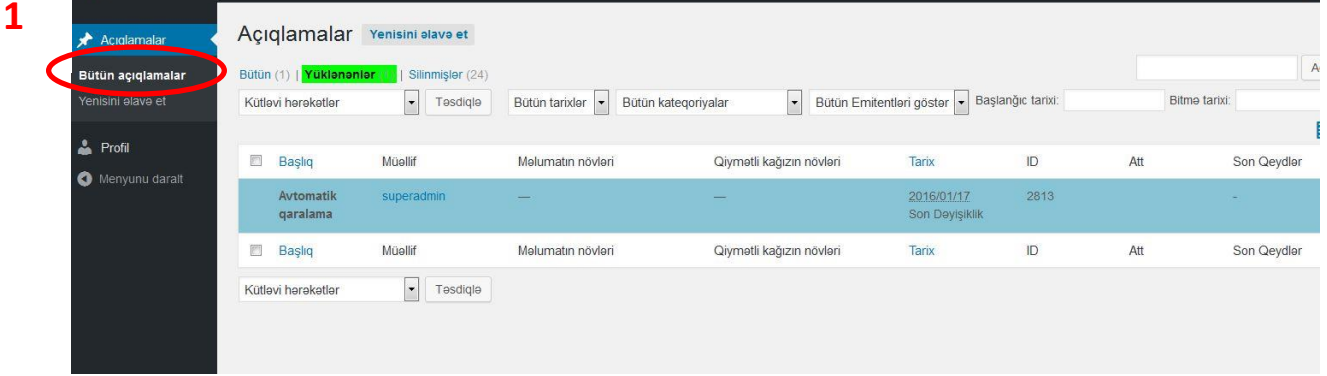 1
Açıqlamalar
Bütün açıqlamalar
Yenisini əlavə et
Profil
Menyunu daralt
Açıqlamalar Yenisini əlavə et
Bütün (1) | Yüklənənlər | Silinmişlər (24)
Kütləvi hərəkətlər Təsdiqlə Bütün tarixlər Bütün kateqoriyalar Bütün Emitentləri göstər Başlanğıc tarixi: Bitmə tarixi:
Başlıq Müəllif Məlumatın növləri Qiymətli kağızın növləri Tarix ID Att Son Qeydlər
Avtomatik qaralama superadmin — — 2016/01/17 2813 -
Son Dəyişiklik
Başlıq Müəllif Məlumatın növləri Qiymətli kağızın növləri Tarix ID Att Son Qeydlər
Kütləvi hərəkətlər Təsdiqlə